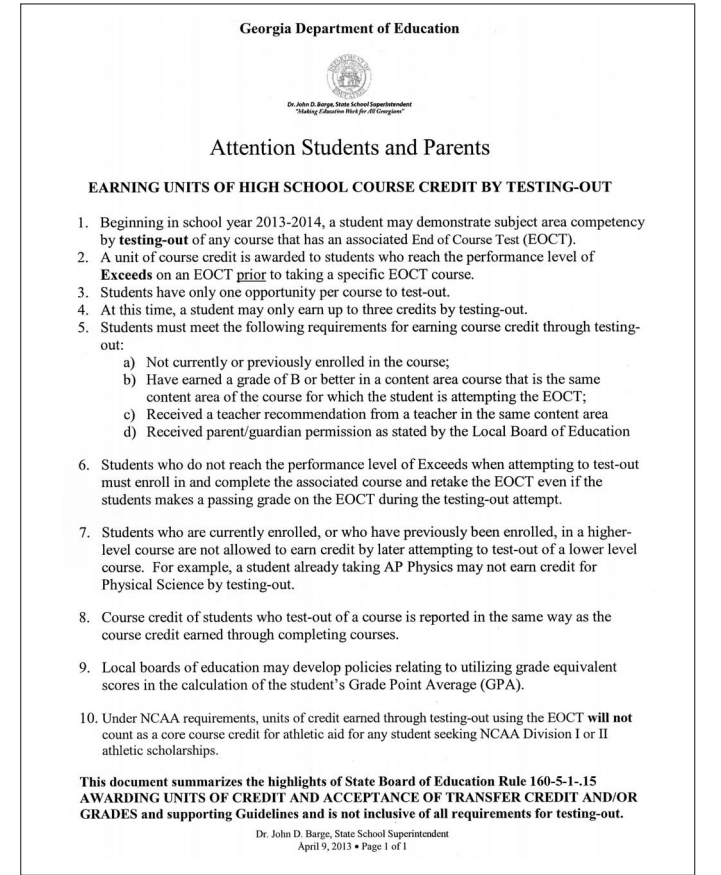 Georgia Department of Education
DEPARTMENT OF
EDUCATION
Dr. John D. Barge, State School Superintendent
"Making Education Work for All Georgians"
Attention Students and Parents
EARNING UNITS OF HIGH SCHOOL COURSE CREDIT BY TESTING-OUT
1. Beginning in school year 2013-2014, a student may demonstrate subject area competency
by testing-out of any course that has an associated End of Course Test (EOCT).
2. A unit of course credit is awarded to students who reach the performance level of
Exceeds on an EOCT prior to taking a specific EOCT course.
3. Students have only one opportunity per course to test-out.
4. At this time, a student may only earn up to three credits by testing-out.
5. Students must meet the following requirements for earning course credit through testing-
out:
a) Not currently or previously enrolled in the course;
b) Have earned a grade of B or better in a content area course that is the same
content area of the course for which the student is attempting the EOCT;
c) Received a teacher recommendation from a teacher in the same content area
d) Received parent/guardian permission as stated by the Local Board of Education
6. Students who do not reach the performance level of Exceeds when attempting to test-out
must enroll in and complete the associated course and retake the EOCT even if the
students makes a passing grade on the EOCT during the testing-out attempt.
7. Students who are currently enrolled, or who have previously been enrolled, in a higher-
level course are not allowed to earn credit by later attempting to test-out of a lower level
course. For example, a student already taking AP Physics may not earn credit for
Physical Science by testing-out.
8. Course credit of students who test-out of a course is reported in the same way as the
course credit earned through completing courses.
9. Local boards of education may develop policies relating to utilizing grade equivalent
scores in the calculation of the student's Grade Point Average (GPA).
10. Under NCAA requirements, units of credit earned through testing-out using the EOCT will not
count as a core course credit for athletic aid for any student seeking NCAA Division I or II
athletic scholarships.
This document summarizes the highlights of State Board of Education Rule 160-5-1-.15
AWARDING UNITS OF CREDIT AND ACCEPTANCE OF TRANSFER CREDIT AND/OR
GRADES and supporting Guidelines and is not inclusive of all requirements for testing-out.
Dr. John D. Barge, State School Superintendent
April 9, 2013 • Page 1 of 1